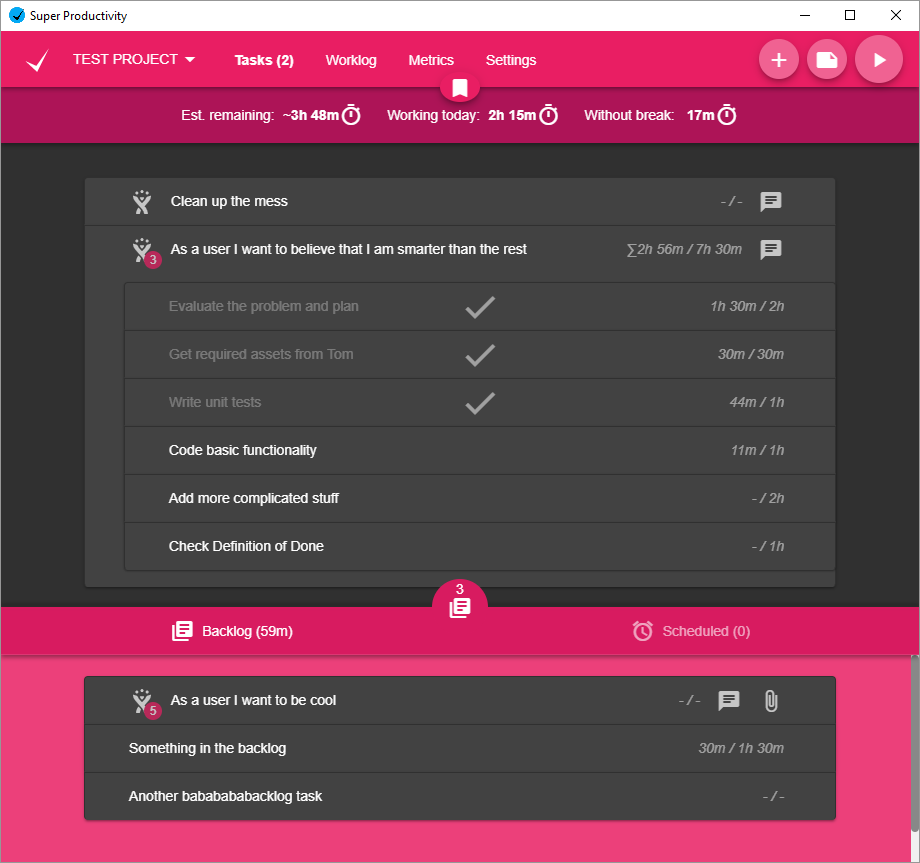 Super Productivity
TEST PROJECT Tasks (2) Worklog Metrics Settings
Est. remaining: ~3h 48m Working today: 2h 15m Without break: 17m
Clean up the mess -/-
3 As a user I want to believe that I am smarter than the rest ∑2h 56m / 7h 30m
Evaluate the problem and plan 1h 30m / 2h
Get required assets from Tom 30m / 30m
Write unit tests 44m / 1h
Code basic functionality 11m / 1h
Add more complicated stuff - / 2h
Check Definition of Done - / 1h
3
Backlog (59m) Scheduled (0)
5 As a user I want to be cool -/-
Something in the backlog 30m / 1h 30m
Another babababababacklog task -/-